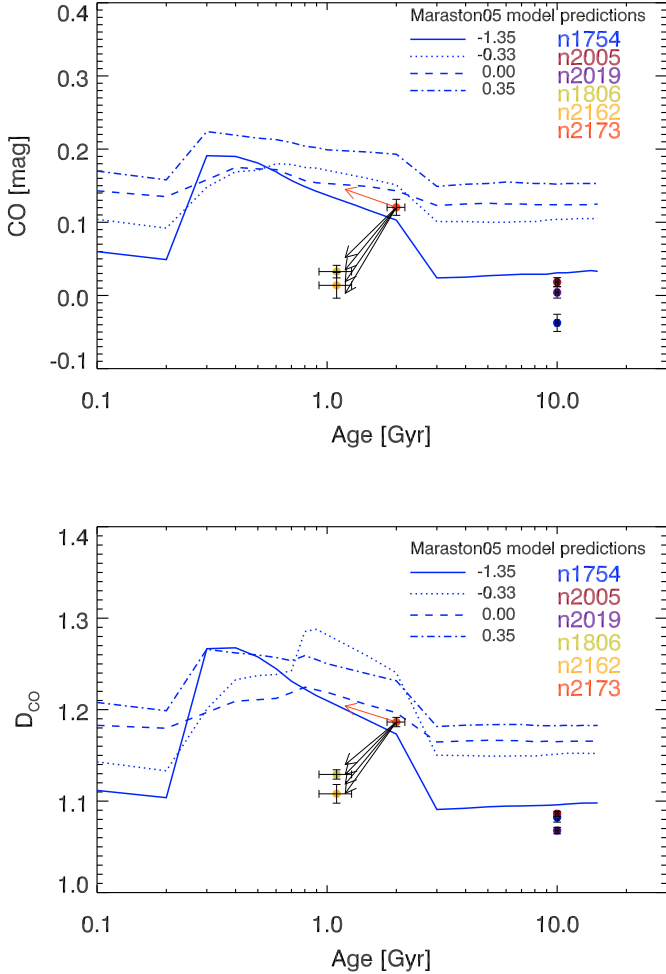 0.4
0.3
0.2
0.1
0.0
-0.1
CO [mag]
Maraston05 model predictions
-1.35
-0.33
0.00
0.35
n1754
n2005
n2019
n1806
n2162
n2173
0.1
1.0
10.0
Age [Gyr]
1.4
1.3
1.2
1.1
1.0
D_CO
Maraston05 model predictions
-1.35
-0.33
0.00
0.35
n1754
n2005
n2019
n1806
n2162
n2173
0.1
1.0
10.0
Age [Gyr]